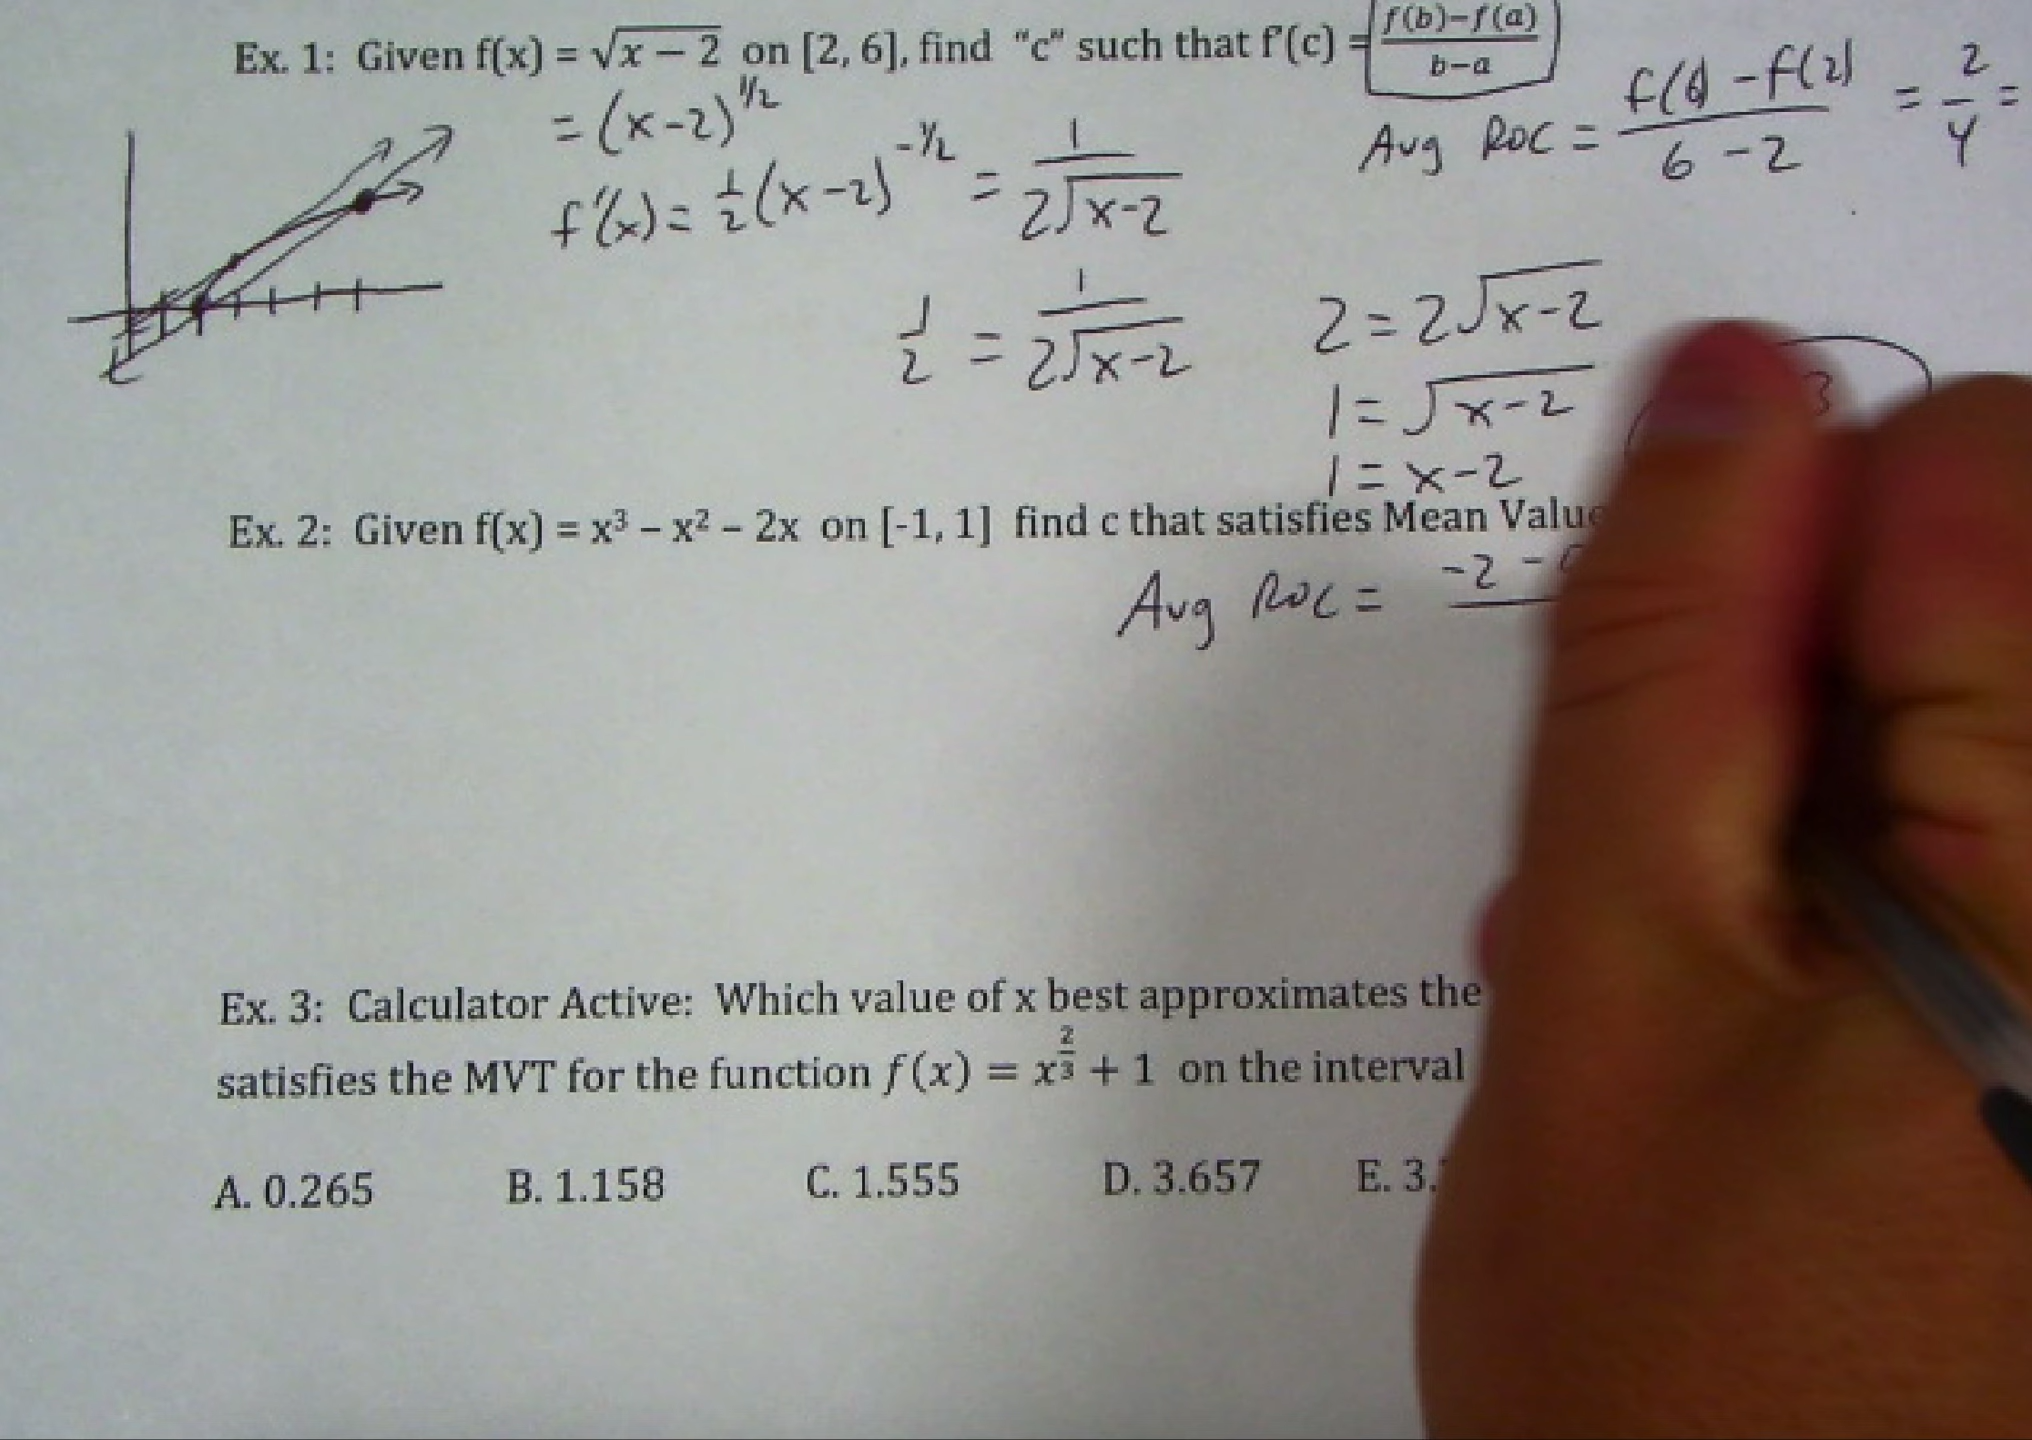 Ex. 1: Given f(x) = √x − 2 on [2, 6], find "c" such that f'(c) = f(b)−f(a) / b−a
= (x-2)^1/2
Avg ROC = f(6) - f(2) / 6 - 2 = 2/4 =
f'(x) = 1/2 (x-2)^-1/2 = 1 / 2√x-2
1/2 = 1 / 2√x-2
2 = 2√x-2
1 = √x-2
3
1 = x-2
Ex. 2: Given f(x) = x³ – x² – 2x on [-1, 1] find c that satisfies Mean
Avg ROC = -2 -
Ex. 3: Calculator Active: Which value of x best approximates the
satisfies the MVT for the function f(x) = x^2/3 + 1 on the interval
A. 0.265 B. 1.158 C. 1.555 D. 3.657 E. 3.